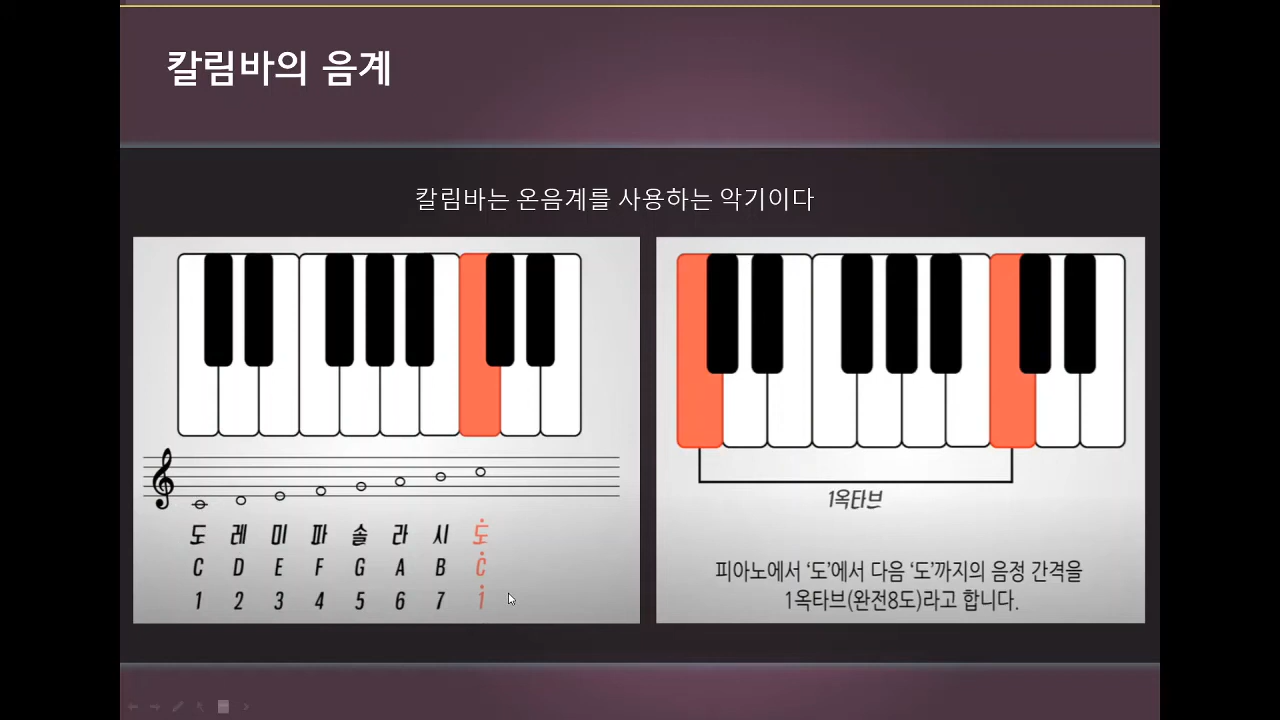 칼림바의 음계
칼림바는 온음계를 사용하는 악기이다
도 레 미 파 솔 라 시 도
C D E F G A B C
1 2 3 4 5 6 7 1
1옥타브
피아노에서 ‘도’에서 다음 ‘도’까지의 음정 간격을
1옥타브(완전8도)라고 합니다.